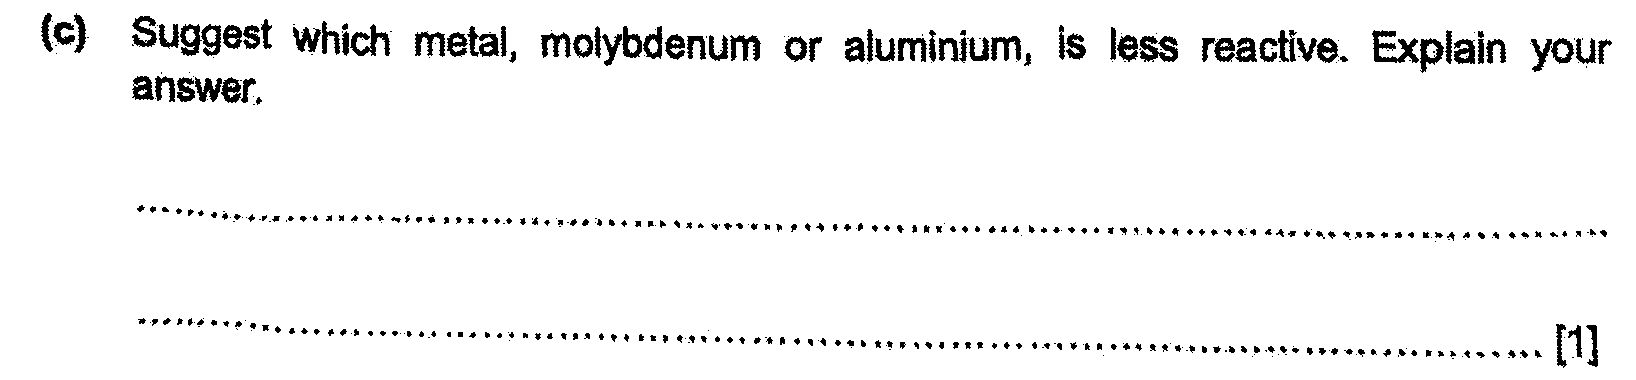 (c) Suggest which metal, molybdenum or aluminium, is less reactive. Explain your
answer.
[1]